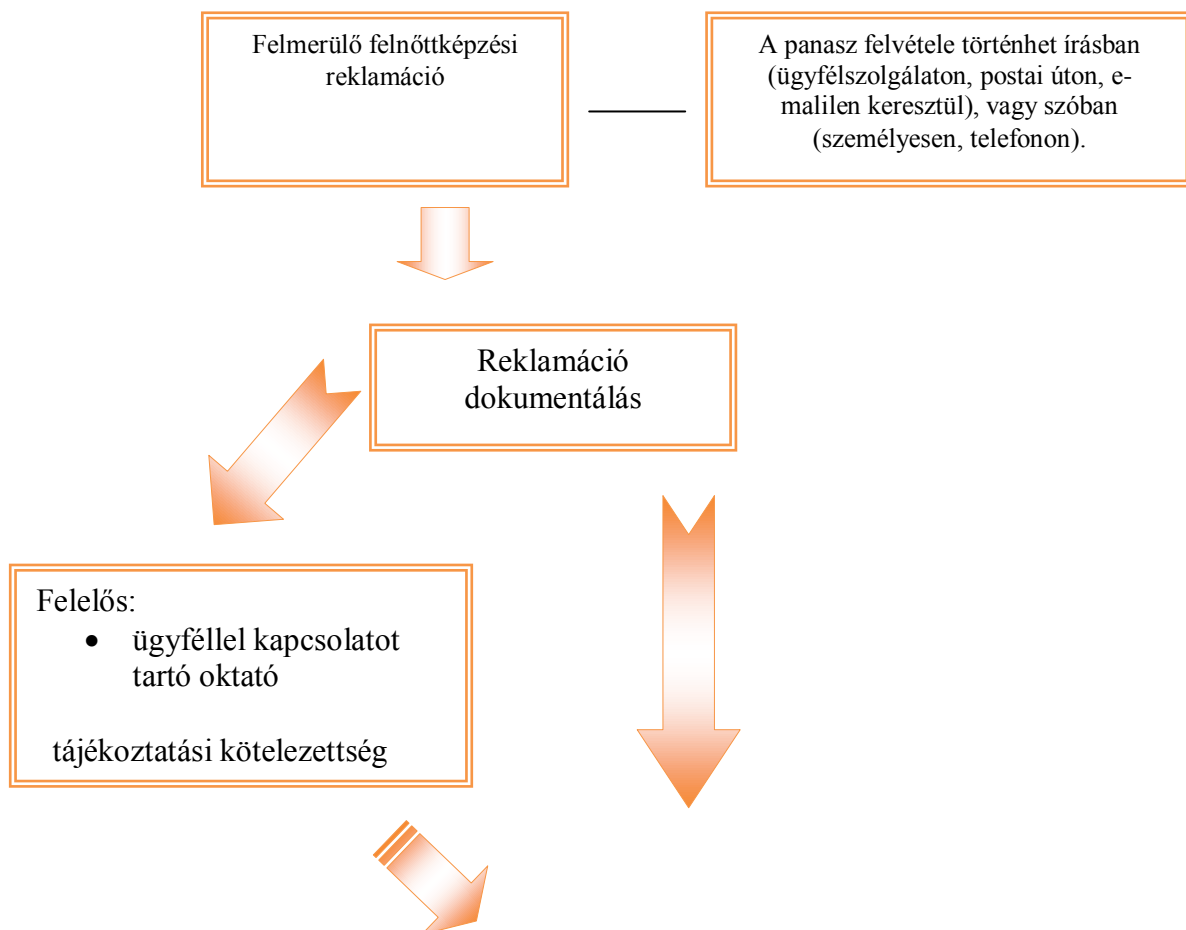 Felmerülő felnőttképzési
reklamáció
A panasz felvétele történhet írásban
(ügyfélszolgálaton, postai úton, e-
malilen keresztül), vagy szóban
(személyesen, telefonon).
Reklamáció
dokumentálás
Felelős:
• ügyféllel kapcsolatot
tartó oktató
tájékoztatási kötelezettség